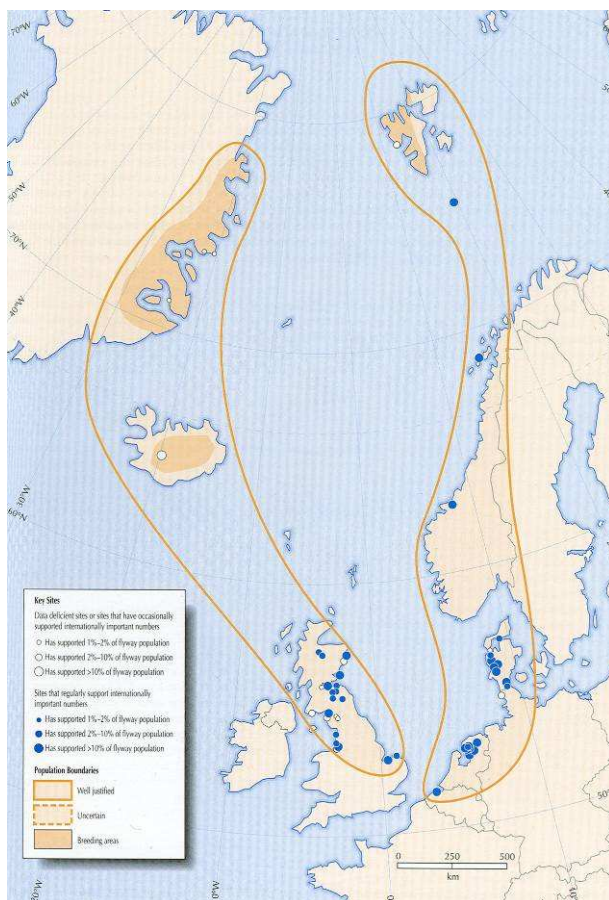 70°W
60°W
50°W
70°N
40°W
30°W
60°N
50°
Key Sites
Data deficient sites or sites that have occasionally
supported internationally important numbers
Has supported 1%–2% of flyway population
Has supported 2%–10% of flyway population
Has supported >10% of flyway population
Sites that regularly support internationally
important numbers
Has supported 1%–2% of flyway population
Has supported 2%–10% of flyway population
Has supported >10% of flyway population
Population Boundaries
Well justified
Uncertain
Breeding areas
0 250 500
km